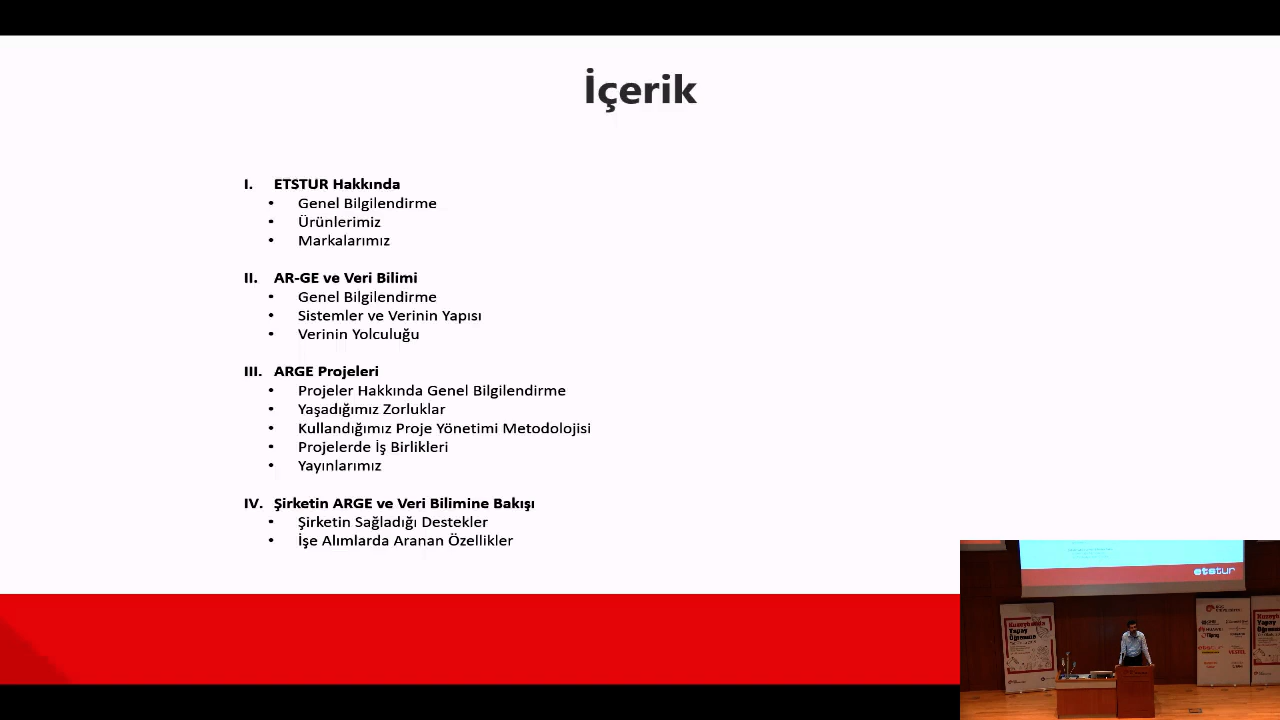 İçerik
I. ETSTUR Hakkında
• Genel Bilgilendirme
• Ürünlerimiz
• Markalarımız
II. AR-GE ve Veri Bilimi
• Genel Bilgilendirme
• Sistemler ve Verinin Yapısı
• Verinin Yolculuğu
III. ARGE Projeleri
• Projeler Hakkında Genel Bilgilendirme
• Yaşadığımız Zorluklar
• Kullandığımız Proje Yönetimi Metodolojisi
• Projelerde İş Birlikleri
• Yayınlarımız
IV. Şirketin ARGE ve Veri Bilimine Bakışı
• Şirketin Sağladığı Destekler
• İşe Alımlarda Aranan Özellikler
etstur
Yapay
Öğrenme